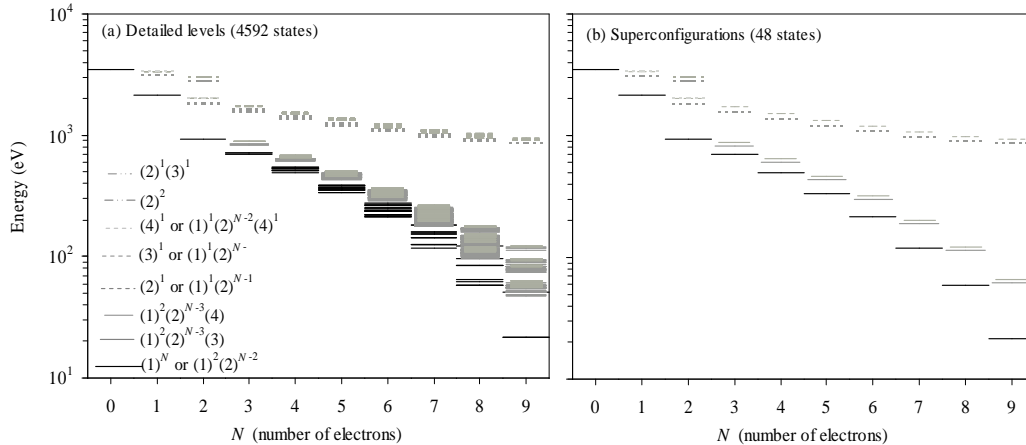 (a) Detailed levels (4592 states)
(b) Superconfigurations (48 states)
10^4
10^3
10^2
10^1
Energy (eV)
(2)^1(3)^1
(2)^2
(4)^1 or (1)^1(2)^{N-2}(4)^1
(3)^1 or (1)^1(2)^{N-}
(2)^1 or (1)^1(2)^{N-1}
(1)^2(2)^{N-3}(4)
(1)^2(2)^{N-3}(3)
(1)^N or (1)^2(2)^{N-2}
0 1 2 3 4 5 6 7 8 9
0 1 2 3 4 5 6 7 8 9
N (number of electrons)
N (number of electrons)